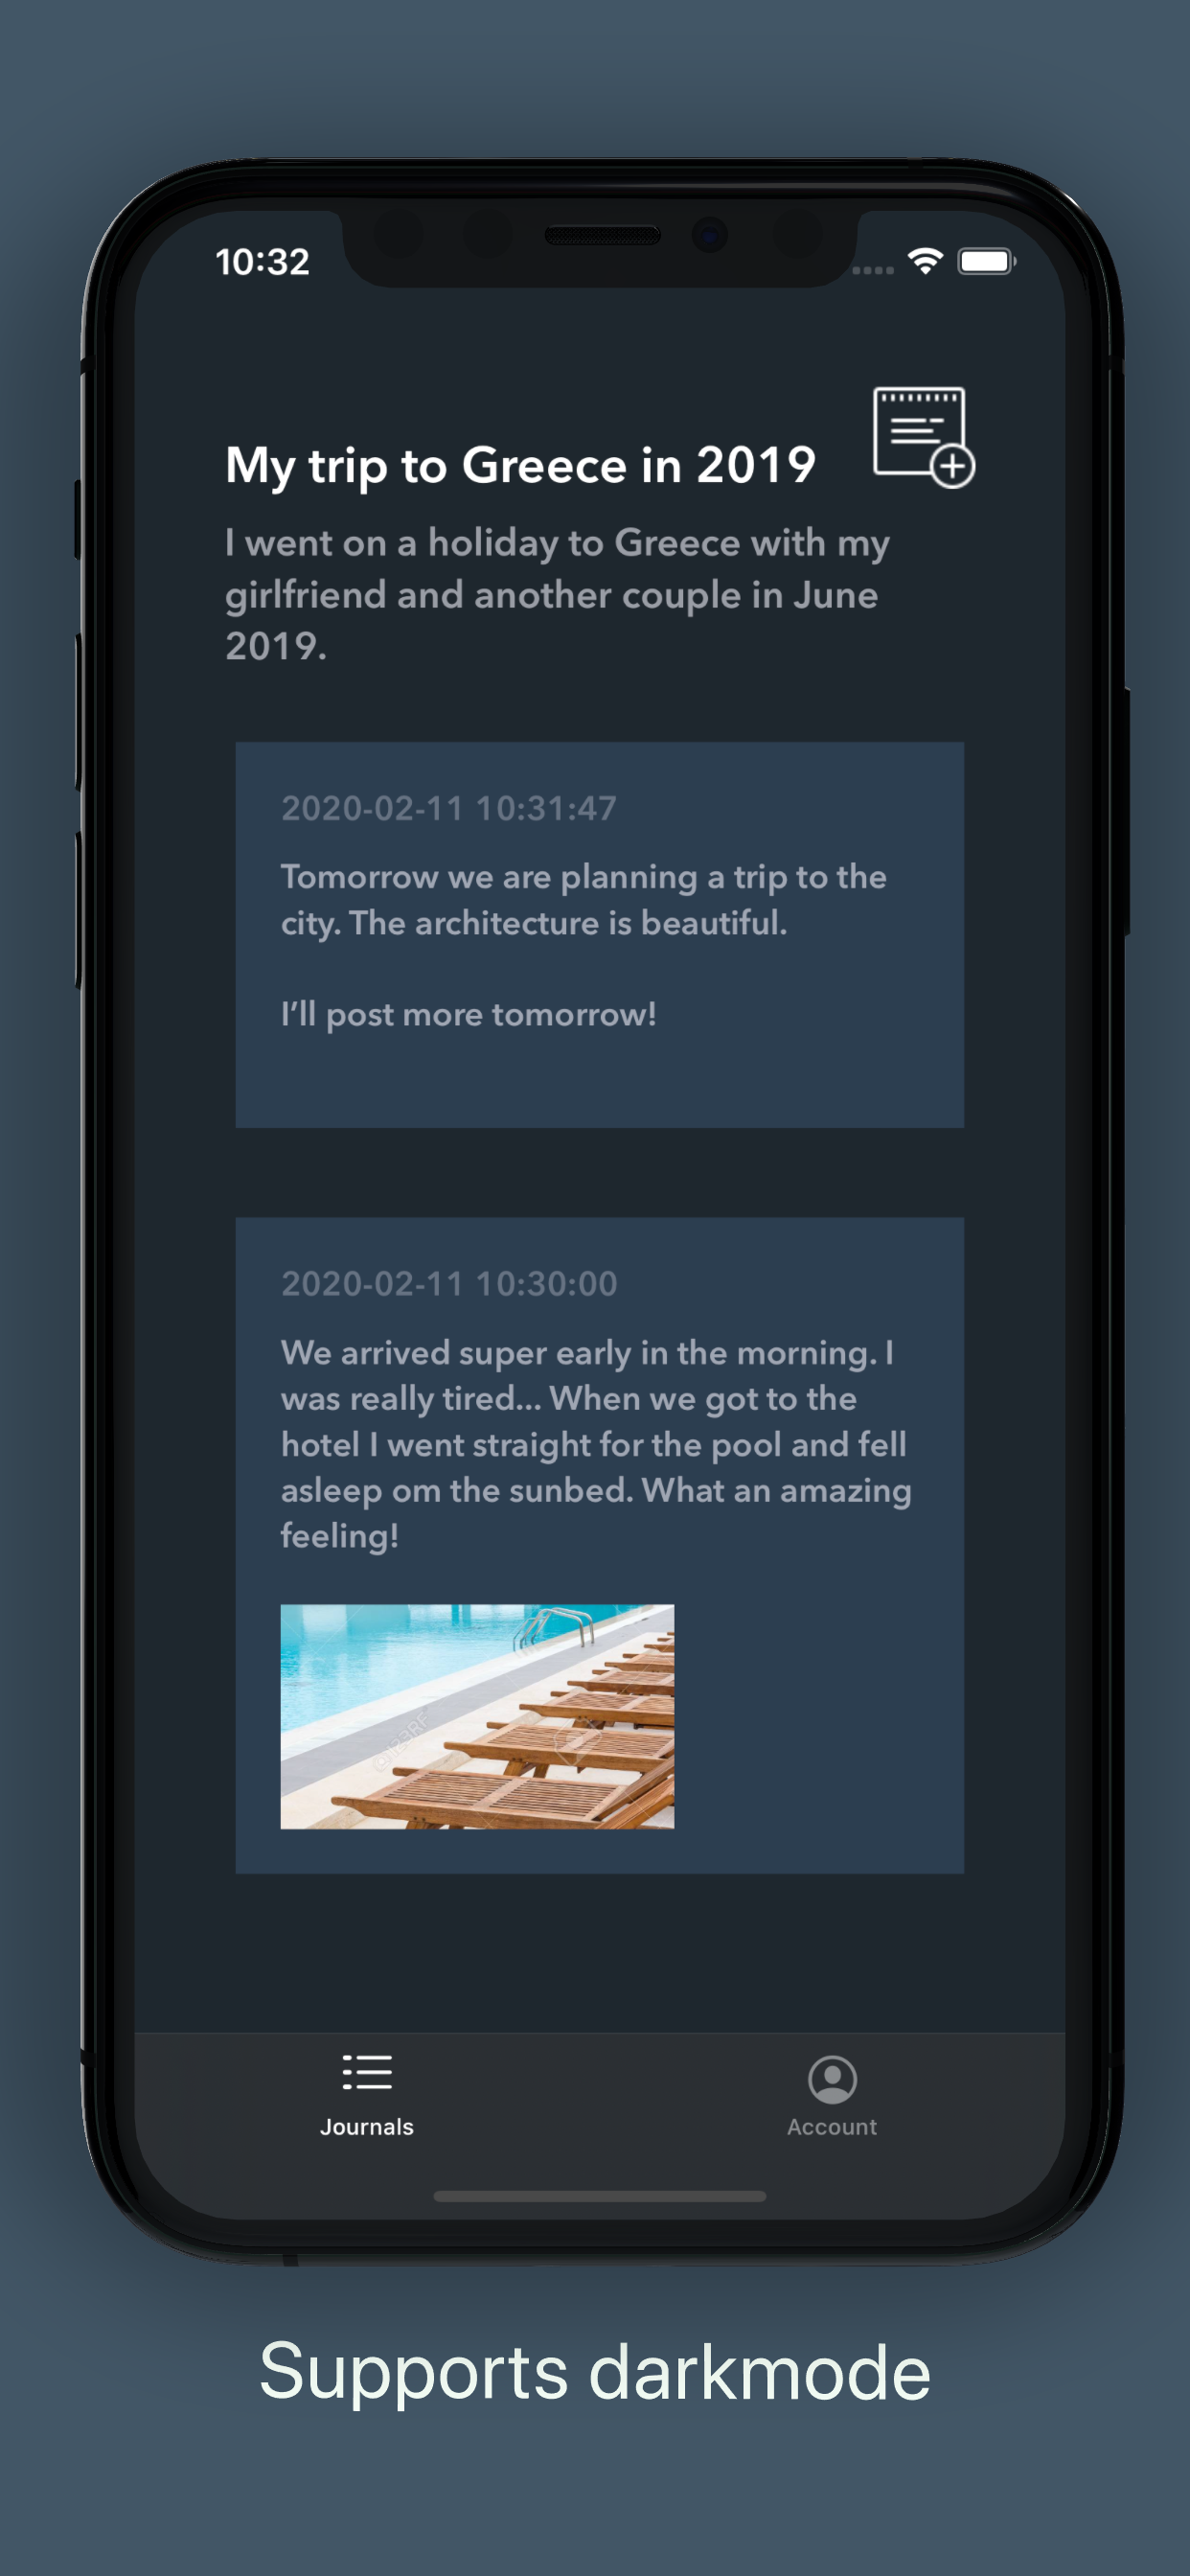 10:32
My trip to Greece in 2019
I went on a holiday to Greece with my
girlfriend and another couple in June
2019.
2020-02-11 10:31:47
Tomorrow we are planning a trip to the
city. The architecture is beautiful.
I’ll post more tomorrow!
2020-02-11 10:30:00
We arrived super early in the morning. I
was really tired... When we got to the
hotel I went straight for the pool and fell
asleep om the sunbed. What an amazing
feeling!
@123RF
Journals
Account
Supports darkmode